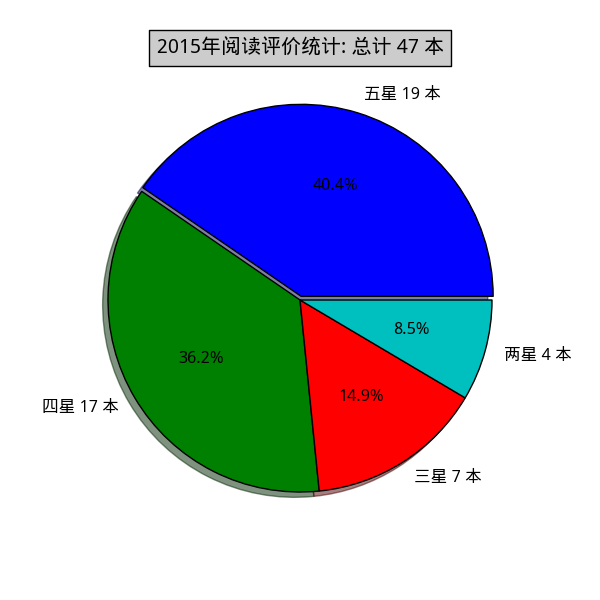 2015年阅读评价统计: 总计 47 本
五星 19 本
40.4%
8.5%
两星 4 本
36.2%
14.9%
四星 17 本
三星 7 本